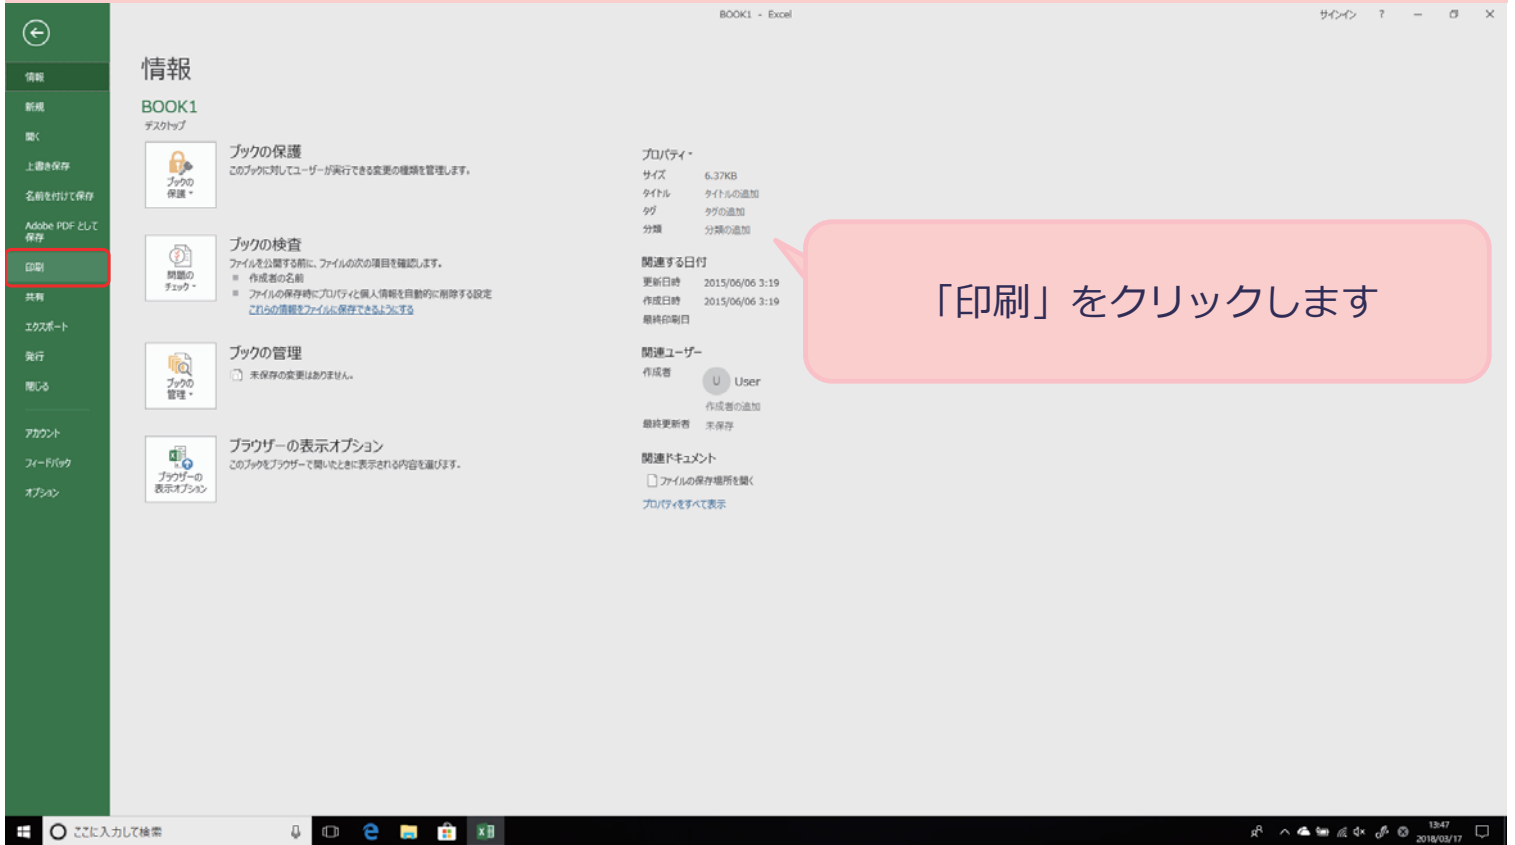 BOOK1 - Excel
サインイン ?
情報
新規
開く
上書き保存
名前を付けて保存
Adobe PDF として
保存
印刷
共有
エクスポート
発行
閉じる
アカウント
フィードバック
オプション
情報
BOOK1
デスクトップ
ブックの
保護
ブックの保護
このブックに対してユーザーが実行できる変更の種類を管理します。
問題の
チェック
ブックの検査
ファイルを公開する前に、ファイルの次の項目を確認します。
作成者の名前
ファイルの保存時にプロパティと個人情報を自動的に削除する設定
これらの情報をファイルに保存できるようにする
ブックの
管理
ブックの管理
未保存の変更はありません。
ブラウザーの
表示オプション
ブラウザーの表示オプション
このブックをブラウザーで開いたときに表示される内容を選びます。
プロパティ
サイズ 6.37KB
タイトル タイトルの追加
タグ タグの追加
分類 分類の追加
関連する日付
更新日時 2015/06/06 3:19
作成日時 2015/06/06 3:19
最終印刷日
関連ユーザー
作成者 U User
作成者の追加
最終更新者 未保存
関連ドキュメント
ファイルの保存場所を開く
プロパティをすべて表示
「印刷」をクリックします
ここに入力して検索
13:47
2018/03/17